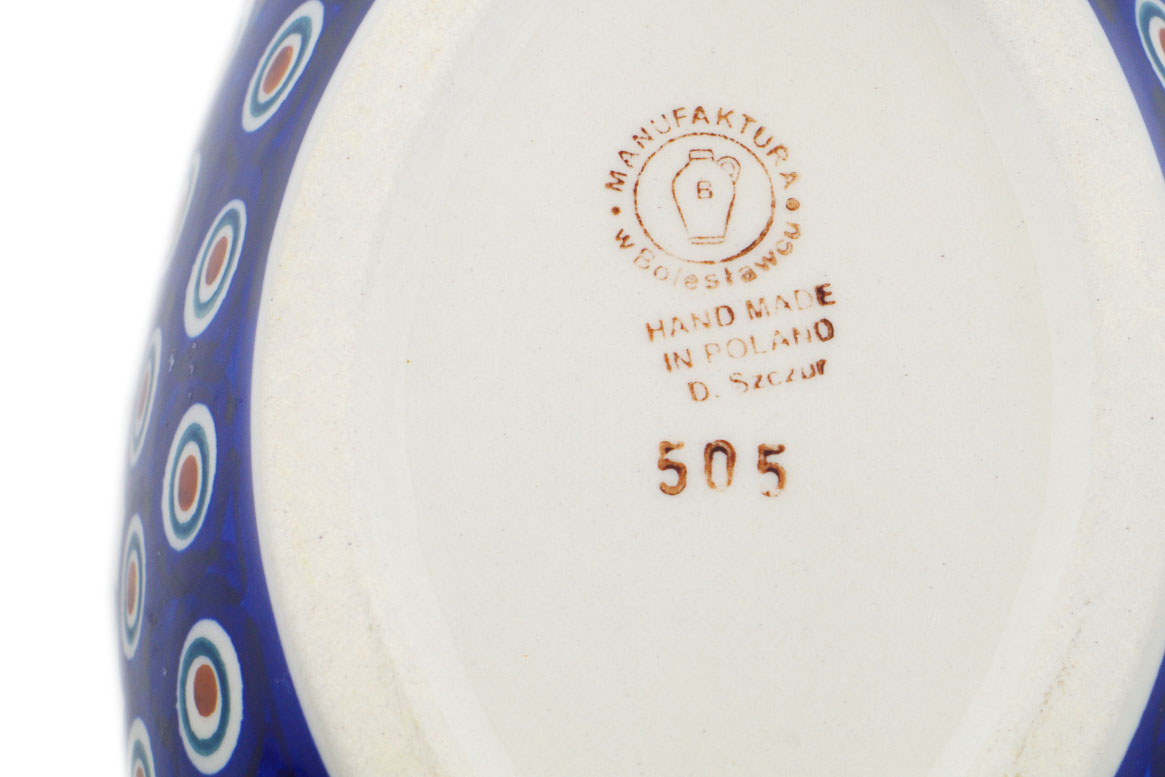 MANUFAKTURA
w Bolesławcu
B
HAND MADE
IN POLAND
D. Szczur
505